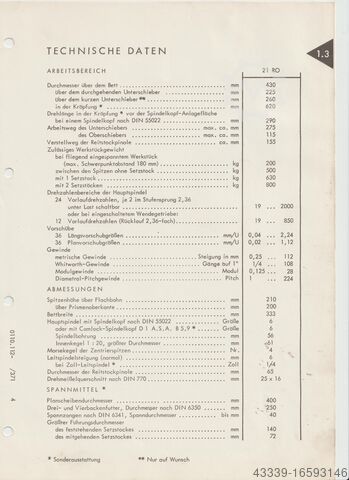 TECHNISCHE DATEN
1.3
ARBEITSBEREICH 21 RO
Durchmesser über dem Bett mm 430
über dem durchgehenden Unterschieber mm 225
über dem kurzen Unterschieber ** mm 260
in der Kröpfung * mm 620
Drehlänge in der Kröpfung * vor der Spindelkopf-Anlagefläche
bei einem Spindelkopf nach DIN 55022 mm 290
Arbeitsweg des Oberschiebers max. ca. mm 275
des Unterschiebers max. ca. mm 115
Verstellweg der Reitstockpinole ca. mm 155
Zulässiges Werkstückgewicht
bei fliegend eingespanntem Werkstück
(max. Schwerpunktabstand 180 mm) kg 200
zwischen den Spitzen ohne Setzstock kg 500
mit 1 Setzstock kg 630
mit 2 Setzstöcken kg 800
Drehzahlenbereiche der Hauptspindel
24 Vorlaufdrehzahlen, je 2 im Stufensprung 2,36
unter Last schaltbar 19 ... 2000
oder bei eingeschaltetem Wendegetriebe:
12 Vorlaufdrehzahlen (Rücklauf 2,36-fach) 19 ... 850
Vorschübe
36 Längsvorschubgrößen mm/U 0,04 ... 2,24
36 Planvorschubgrößen mm/U 0,02 ... 1,12
Gewinde
metrische Gewinde Steigung in mm 0,25 ... 112
Whitworth-Gewinde Gänge auf 1" 1/4 ... 108
Modulgewinde Modul 0,125 ... 28
Diametral-Pitchgewinde Pitch 1 ... 224
ABMESSUNGEN
Spitzenhöhe über Flachbahn mm 210
über Prismenoberkante mm 200
Bettbreite mm 333
Hauptspindel mit Spindelkopf nach DIN 55022 Größe 6
oder mit Camlock-Spindelkopf D 1 A.S.A. B 5,9 * Größe 6
Spindelbohrung mm 56
Innenkegel 1 : 20, größter Durchmesser mm 61
Morsekegel der Zentrierspitzen Nr. 4
Leitspindelsteigung (normal) mm 6
bei Zoll-Leitspindel * Zoll 1/4
Durchmesser der Reitstockpinole mm 65
Drehmeißelquerschnitt nach DIN 770 mm 25 x 16
SPANNMITTEL *
Planscheibendurchmesser mm 400
Drei- und Vierbackenfutter, Durchmesser nach DIN 6350 mm 250
Spannzangen nach DIN 6341, Spanndurchmesser bis mm 40
Größter Führungsdurchmesser
des feststehenden Setzstockes mm 140
des mitgehenden Setzstockes mm 72
* Sonderausstattung ** Nur auf Wunsch
4
43339-16593146